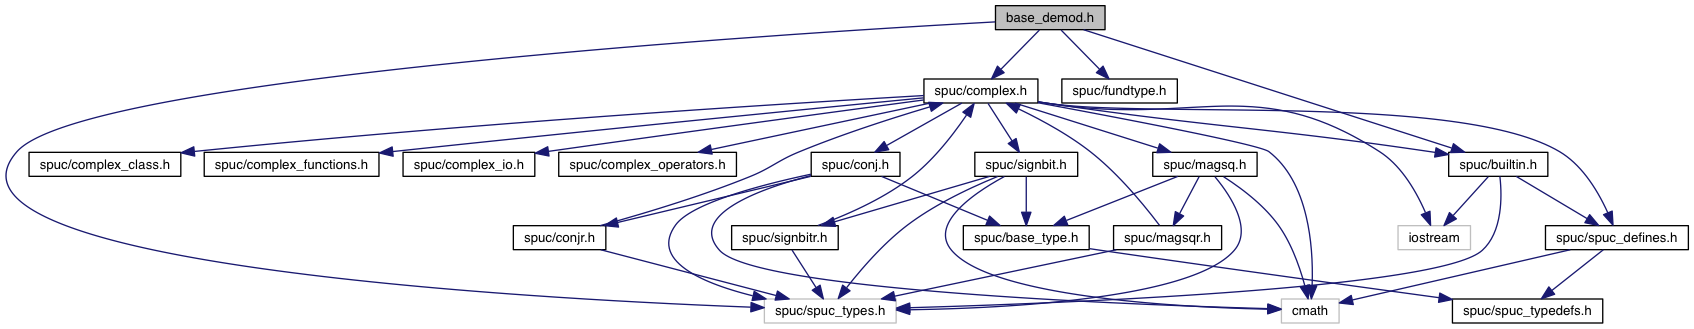 base_demod.h
spuc/complex.h
spuc/fundtype.h
spuc/complex_class.h
spuc/complex_functions.h
spuc/complex_io.h
spuc/complex_operators.h
spuc/conj.h
spuc/signbit.h
spuc/magsq.h
spuc/builtin.h
spuc/conjr.h
spuc/signbitr.h
spuc/base_type.h
spuc/magsqr.h
iostream
spuc/spuc_defines.h
spuc/spuc_types.h
cmath
spuc/spuc_typedefs.h